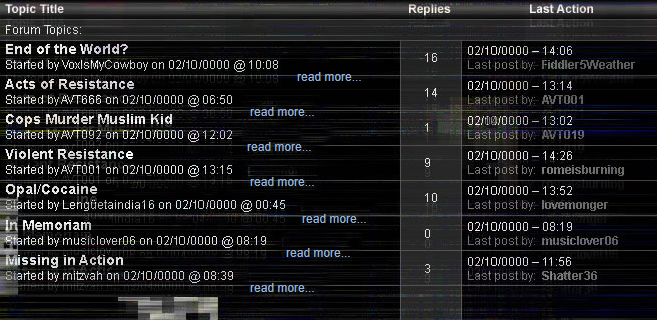 Topic Title Replies Last Action
Forum Topics:
End of the World? 16 02/10/0000 – 14:06
Started by VoxIsMyCowboy on 02/10/0000 @ 10:08 Last post by: Fiddler5Weather
read more...
Acts of Resistance 14 02/10/0000 – 13:14
Started by AVT666 on 02/10/0000 @ 06:50 Last post by: AVT001
read more...
Cops Murder Muslim Kid 1 02/10/0000 – 13:02
Started by AVT092 on 02/10/0000 @ 12:02 Last post by: AVT019
read more...
Violent Resistance 9 02/10/0000 – 14:26
Started by AVT001 on 02/10/0000 @ 13:15 Last post by: romeisburning
read more...
Opal/Cocaine 10 02/10/0000 – 13:52
Started by Lengüetaindia16 on 02/10/0000 @ 00:45 Last post by: lovemonger
read more...
In Memoriam 0 02/10/0000 – 08:19
Started by musiclover06 on 02/10/0000 @ 08:19 Last post by: musiclover06
read more...
Missing in Action 3 02/10/0000 – 11:56
Started by mitzvah on 02/10/0000 @ 08:39 Last post by: Shatter36
read more...